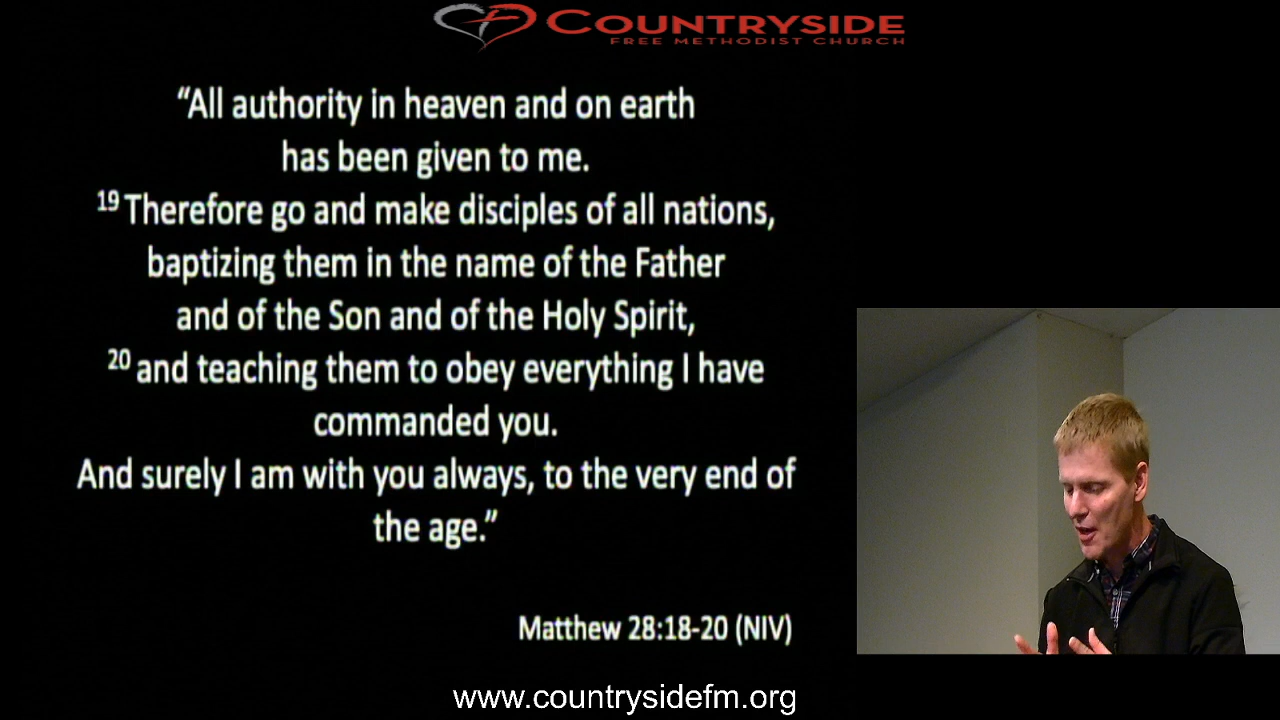 COUNTRYSIDE
FREE METHODIST CHURCH
“All authority in heaven and on earth
has been given to me.
19 Therefore go and make disciples of all nations,
baptizing them in the name of the Father
and of the Son and of the Holy Spirit,
20 and teaching them to obey everything I have
commanded you.
And surely I am with you always, to the very end of
the age.”
Matthew 28:18-20 (NIV)
www.countrysidefm.org